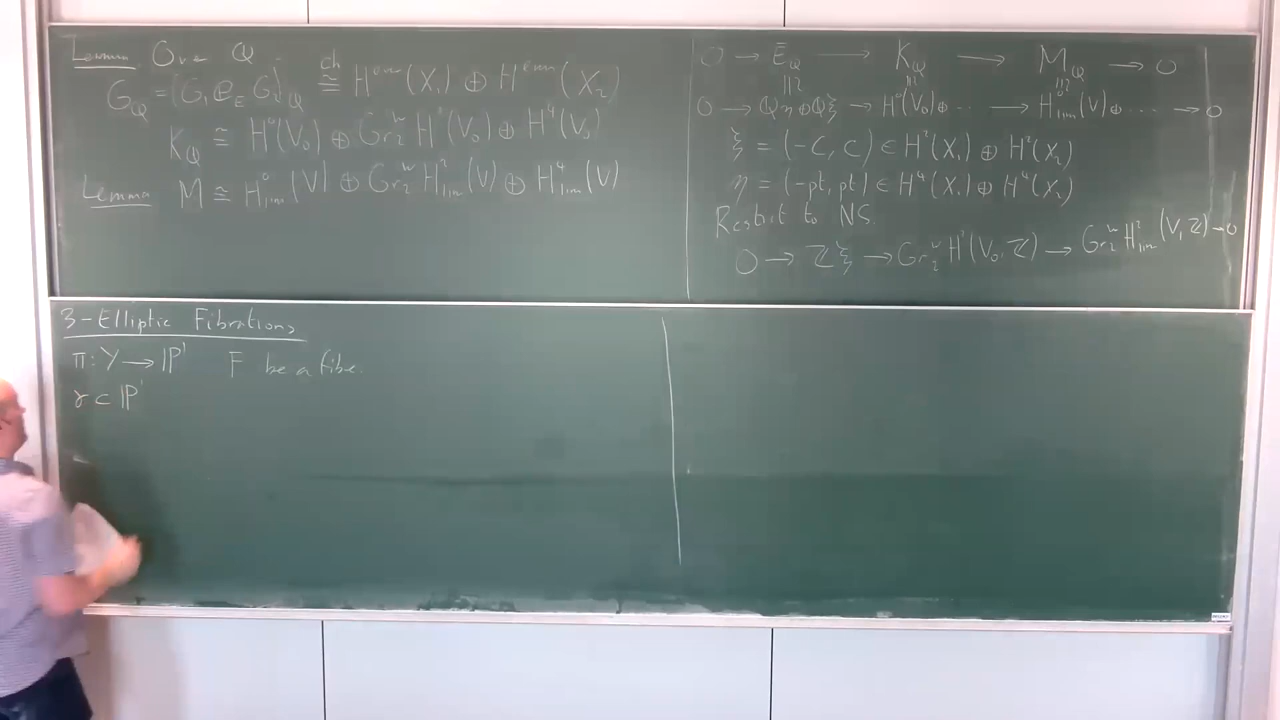 Lemma Over Q
G_Q = (G_1 ⊕_E G_2)_Q ≅^{ch} H^{even}(X_1) ⊕ H^{even}(X_2)
K_Q ≅ H^0(V_0) ⊕ Gr_2^W H^2(V_0) ⊕ H^4(V_0)
Lemma M ≅ H^0_{lim}(V) ⊕ Gr_2^W H^2_{lim}(V) ⊕ H^4_{lim}(V)
0 → Ē_Q → K_Q → M_Q → 0
0 → Qη⊕Qξ → H^0(V_0)⊕ ... → H^0_{lim}(V)⊕ ... → 0
ξ = (-C, C) ∈ H^2(X_1) ⊕ H^2(X_2)
η = (-pt, pt) ∈ H^4(X_1) ⊕ H^4(X_2)
Restrict to NS.
0 → ℤξ → Gr_2^W H^2(V_0, ℤ) → Gr_2^W H^2_{lim}(V, ℤ) → 0
3-Elliptic Fibrations
π: Y → ℙ^1 F be a fibre.
γ ⊂ ℙ^1